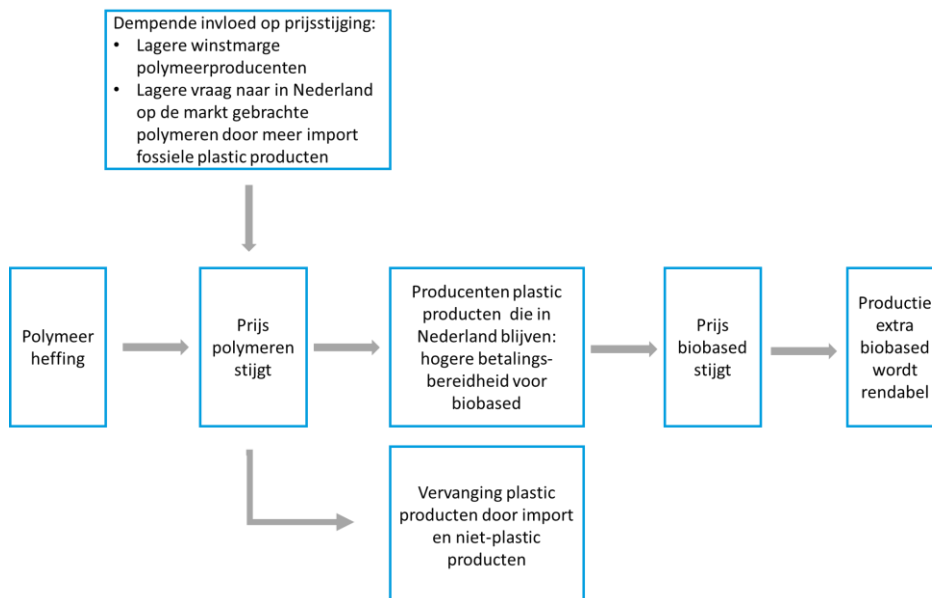 Dempende invloed op prijsstijging:
• Lagere winstmarge
polymeerproducenten
• Lagere vraag naar in Nederland
op de markt gebrachte
polymeren door meer import
fossiele plastic producten
Polymeer
heffing
Prijs
polymeren
stijgt
Producenten plastic
producten die in
Nederland blijven:
hogere betalings-
bereidheid voor
biobased
Prijs
biobased
stijgt
Productie
extra
biobased
wordt
rendabel
Vervanging plastic
producten door import
en niet-plastic
producten